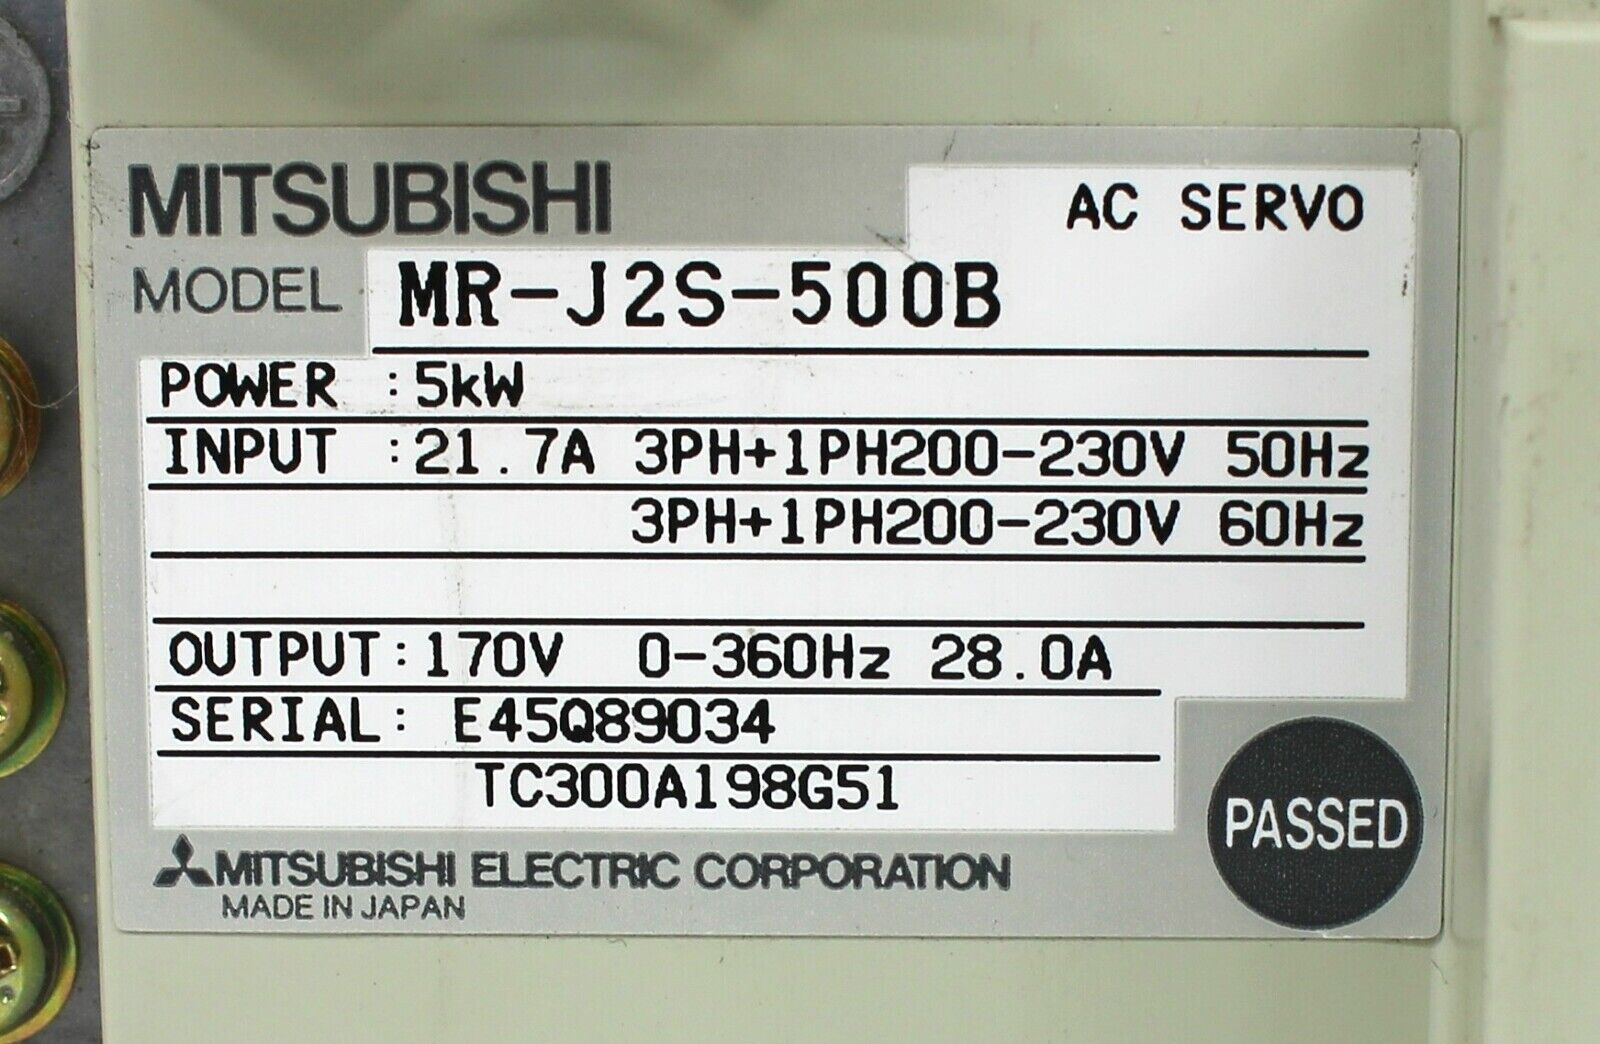 MITSUBISHI
AC SERVO
MODEL MR-J2S-500B
POWER :5kW
INPUT :21.7A 3PH+1PH200-230V 50Hz
3PH+1PH200-230V 60Hz
OUTPUT:170V 0-360Hz 28.0A
SERIAL: E45Q89034
TC300A198G51
PASSED
MITSUBISHI ELECTRIC CORPORATION
MADE IN JAPAN